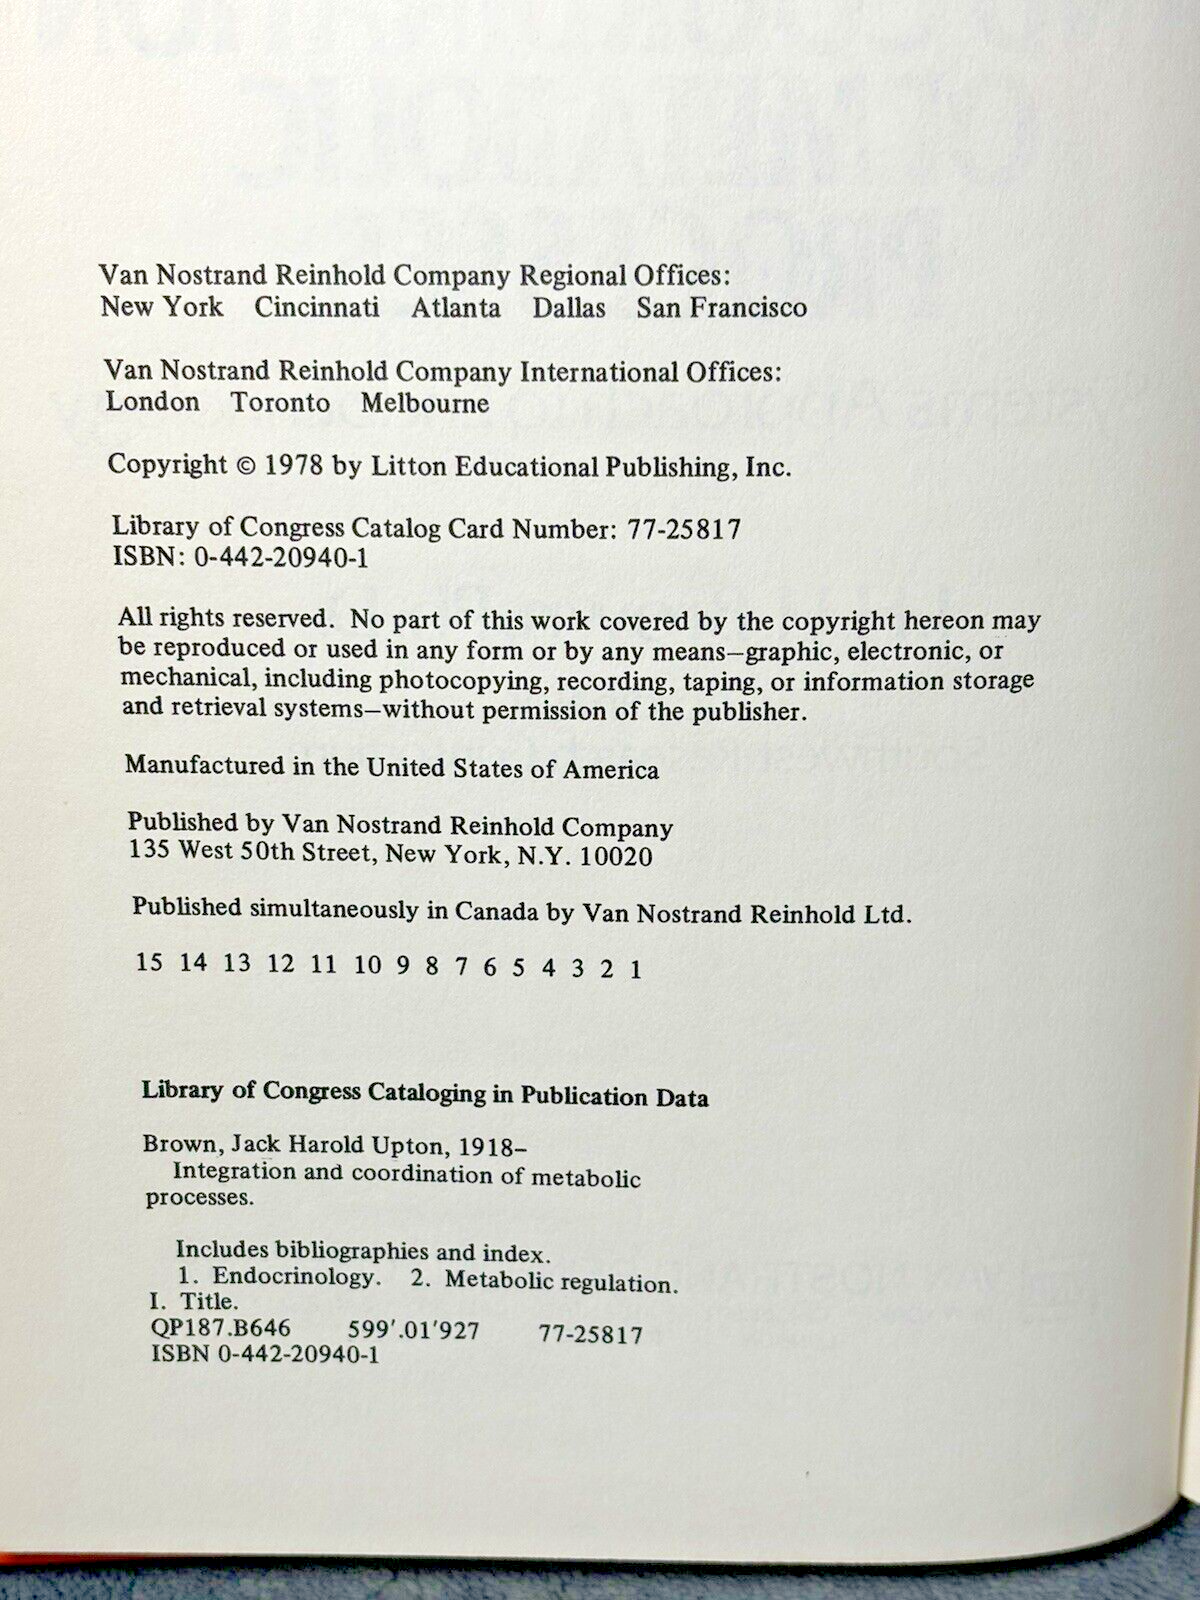 Van Nostrand Reinhold Company Regional Offices:
New York Cincinnati Atlanta Dallas San Francisco
Van Nostrand Reinhold Company International Offices:
London Toronto Melbourne
Copyright © 1978 by Litton Educational Publishing, Inc.
Library of Congress Catalog Card Number: 77-25817
ISBN: 0-442-20940-1
All rights reserved. No part of this work covered by the copyright hereon may
be reproduced or used in any form or by any means—graphic, electronic, or
mechanical, including photocopying, recording, taping, or information storage
and retrieval systems—without permission of the publisher.
Manufactured in the United States of America
Published by Van Nostrand Reinhold Company
135 West 50th Street, New York, N.Y. 10020
Published simultaneously in Canada by Van Nostrand Reinhold Ltd.
15 14 13 12 11 10 9 8 7 6 5 4 3 2 1
Library of Congress Cataloging in Publication Data
Brown, Jack Harold Upton, 1918–
Integration and coordination of metabolic
processes.
Includes bibliographies and index.
1. Endocrinology. 2. Metabolic regulation.
I. Title.
QP187.B646 599'.01'927 77-25817
ISBN 0-442-20940-1